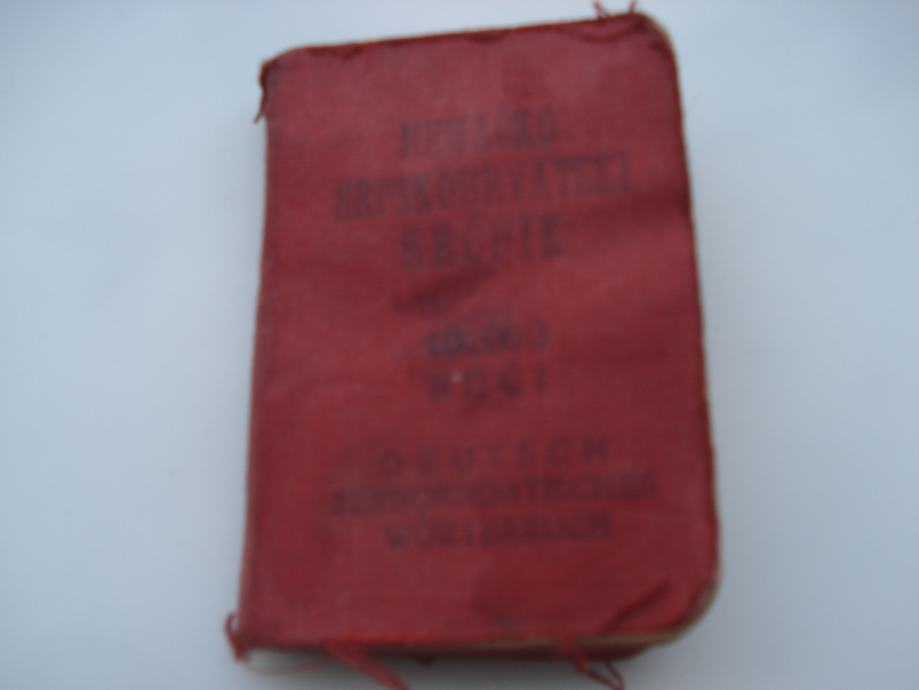 NEMAČKO
SRPSKOHRVATSKI
REČNIK
10.000
REČI
DEUTSCH
SERBOKROATISCHES
WÖRTERBUCH